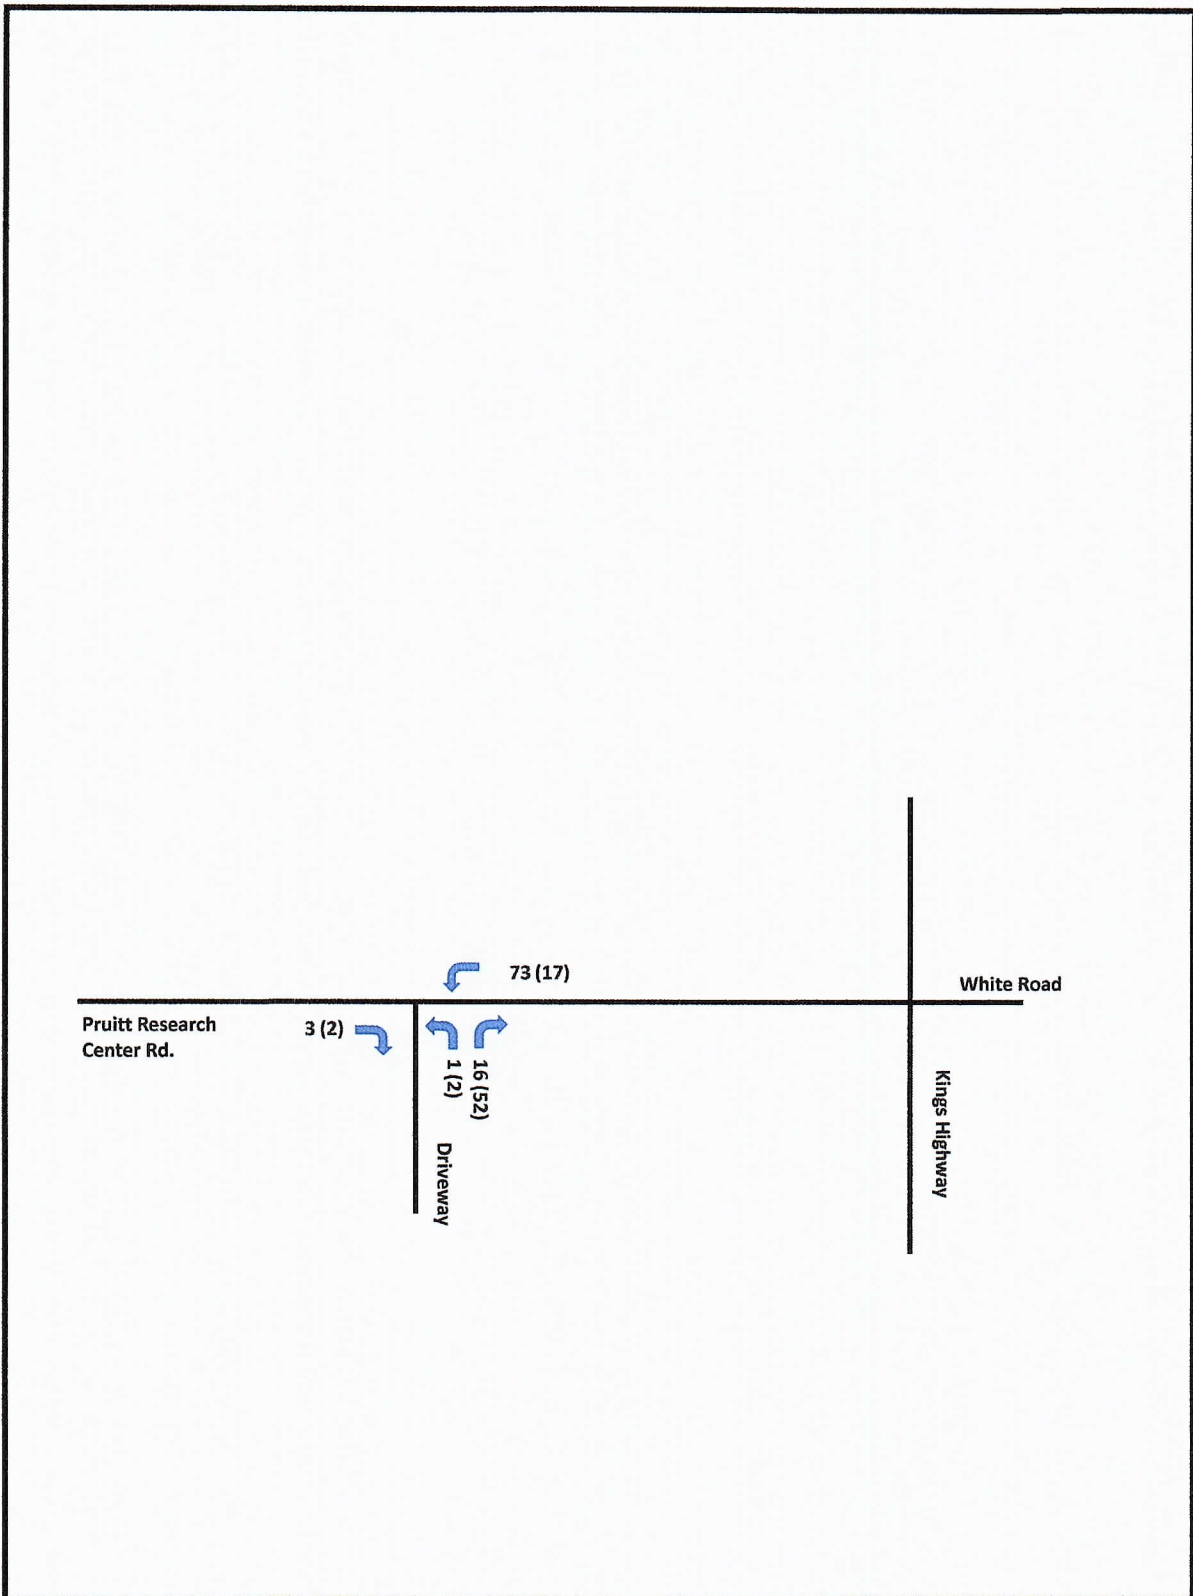 73 (17)
White Road
Pruitt Research
Center Rd.
3 (2)
1 (2)
16 (52)
Driveway
Kings Highway